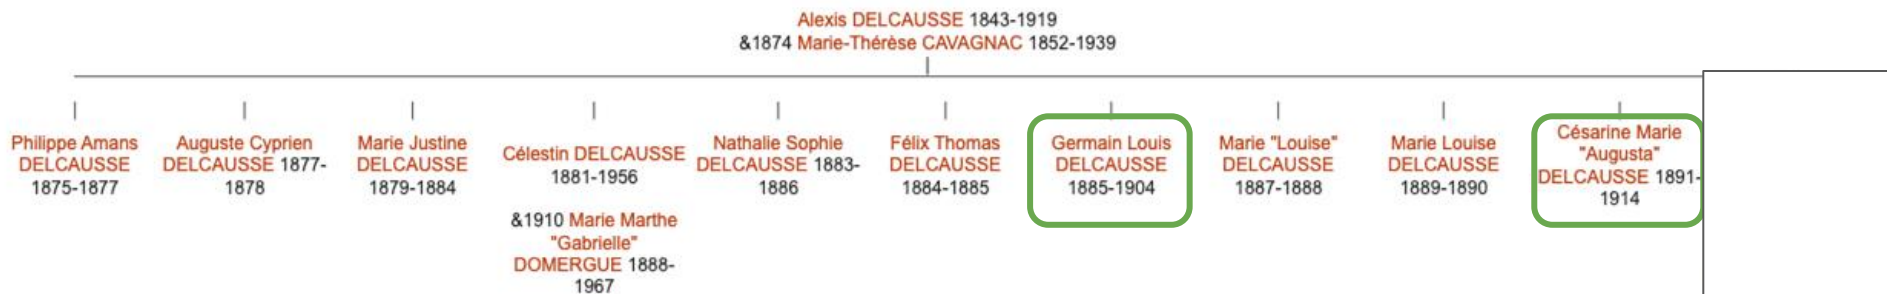 Alexis DELCAUSSE 1843-1919
&1874 Marie-Thérèse CAVAGNAC 1852-1939
Philippe Amans
DELCAUSSE
1875-1877
Auguste Cyprien
DELCAUSSE 1877-
1878
Marie Justine
DELCAUSSE
1879-1884
Célestin DELCAUSSE
1881-1956
&1910 Marie Marthe
"Gabrielle"
DOMERGUE 1888-
1967
Nathalie Sophie
DELCAUSSE 1883-
1886
Félix Thomas
DELCAUSSE
1884-1885
Germain Louis
DELCAUSSE
1885-1904
Marie "Louise"
DELCAUSSE
1887-1888
Marie Louise
DELCAUSSE
1889-1890
Césarine Marie
"Augusta"
DELCAUSSE 1891-
1914